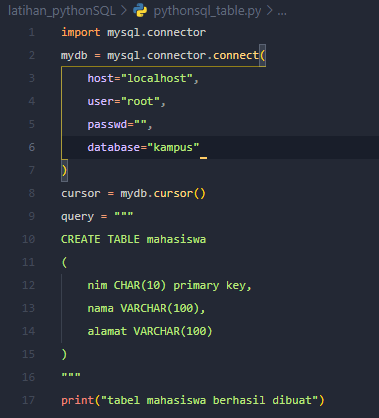 latihan_pythonSQL > pythonsql_table.py > ...
1 import mysql.connector
2 mydb = mysql.connector.connect(
3     host="localhost",
4     user="root",
5     passwd="",
6     database="kampus"
7 )
8 cursor = mydb.cursor()
9 query = """
10 CREATE TABLE mahasiswa
11 (
12     nim CHAR(10) primary key,
13     nama VARCHAR(100),
14     alamat VARCHAR(100)
15 )
16 """
17 print("tabel mahasiswa berhasil dibuat")